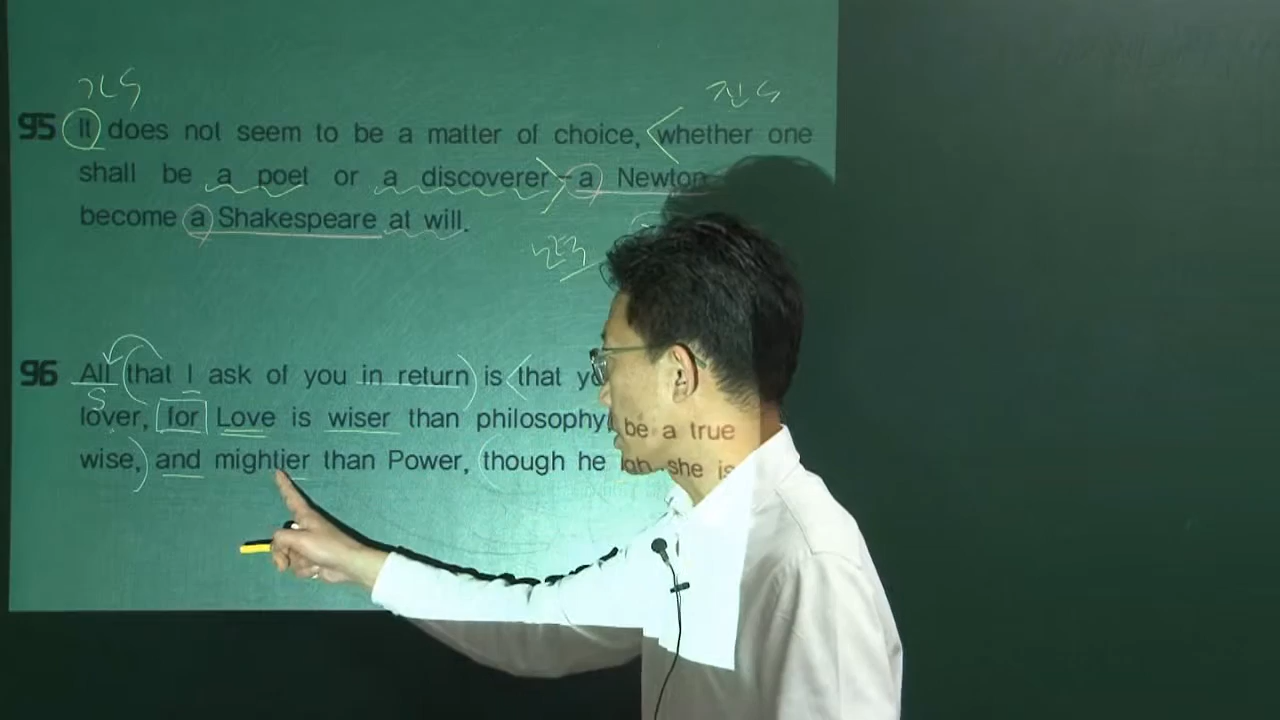 가S 진S
95 It does not seem to be a matter of choice, whether one
shall be a poet or a discoverer – a Newton
become a Shakespeare at will.
96 All that I ask of you in return is that
S
lover, for Love is wiser than philosophy, be a true
wise, and mightier than Power, though he she is